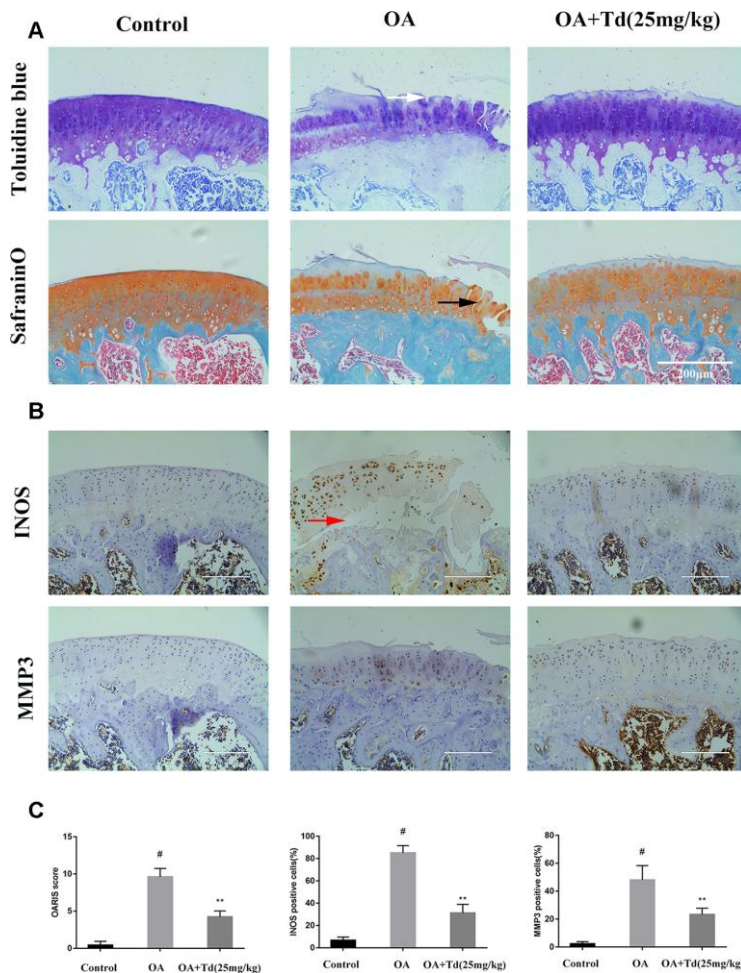 A
Control
OA
OA+Td(25mg/kg)
Toluidine blue
SafraninO
200μm
B
INOS
MMP3
C
OARIS score
15
10
5
0
#
**
Control
OA
OA+Td(25mg/kg)
INOS positive cells(%)
100
80
60
40
20
0
#
**
Control
OA
OA+Td(25mg/kg)
MMP3 positive cells(%)
80
60
40
20
0
#
**
Control
OA
OA+Td(25mg/kg)